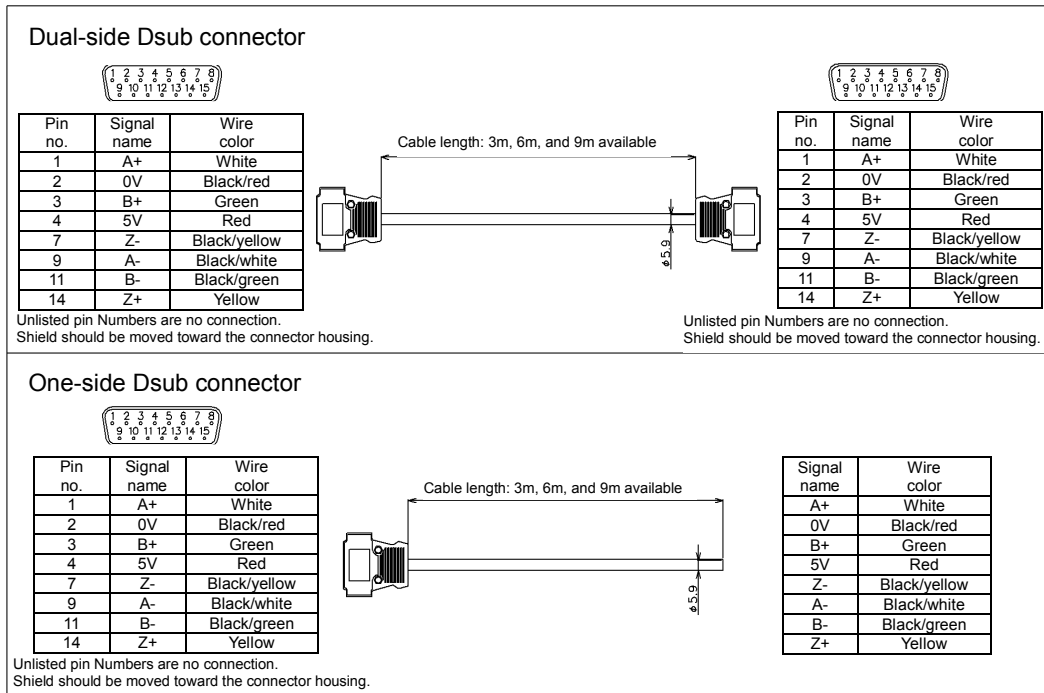 Dual-side Dsub connector
1 2 3 4 5 6 7 8
9 10 11 12 13 14 15
Pin no. Signal name Wire color
1 A+ White
2 0V Black/red
3 B+ Green
4 5V Red
7 Z- Black/yellow
9 A- Black/white
11 B- Black/green
14 Z+ Yellow
Unlisted pin Numbers are no connection.
Shield should be moved toward the connector housing.
Cable length: 3m, 6m, and 9m available
φ5.9
1 2 3 4 5 6 7 8
9 10 11 12 13 14 15
Pin no. Signal name Wire color
1 A+ White
2 0V Black/red
3 B+ Green
4 5V Red
7 Z- Black/yellow
9 A- Black/white
11 B- Black/green
14 Z+ Yellow
Unlisted pin Numbers are no connection.
Shield should be moved toward the connector housing.
One-side Dsub connector
1 2 3 4 5 6 7 8
9 10 11 12 13 14 15
Pin no. Signal name Wire color
1 A+ White
2 0V Black/red
3 B+ Green
4 5V Red
7 Z- Black/yellow
9 A- Black/white
11 B- Black/green
14 Z+ Yellow
Unlisted pin Numbers are no connection.
Shield should be moved toward the connector housing.
Cable length: 3m, 6m, and 9m available
φ5.9
Signal name Wire color
A+ White
0V Black/red
B+ Green
5V Red
Z- Black/yellow
A- Black/white
B- Black/green
Z+ Yellow